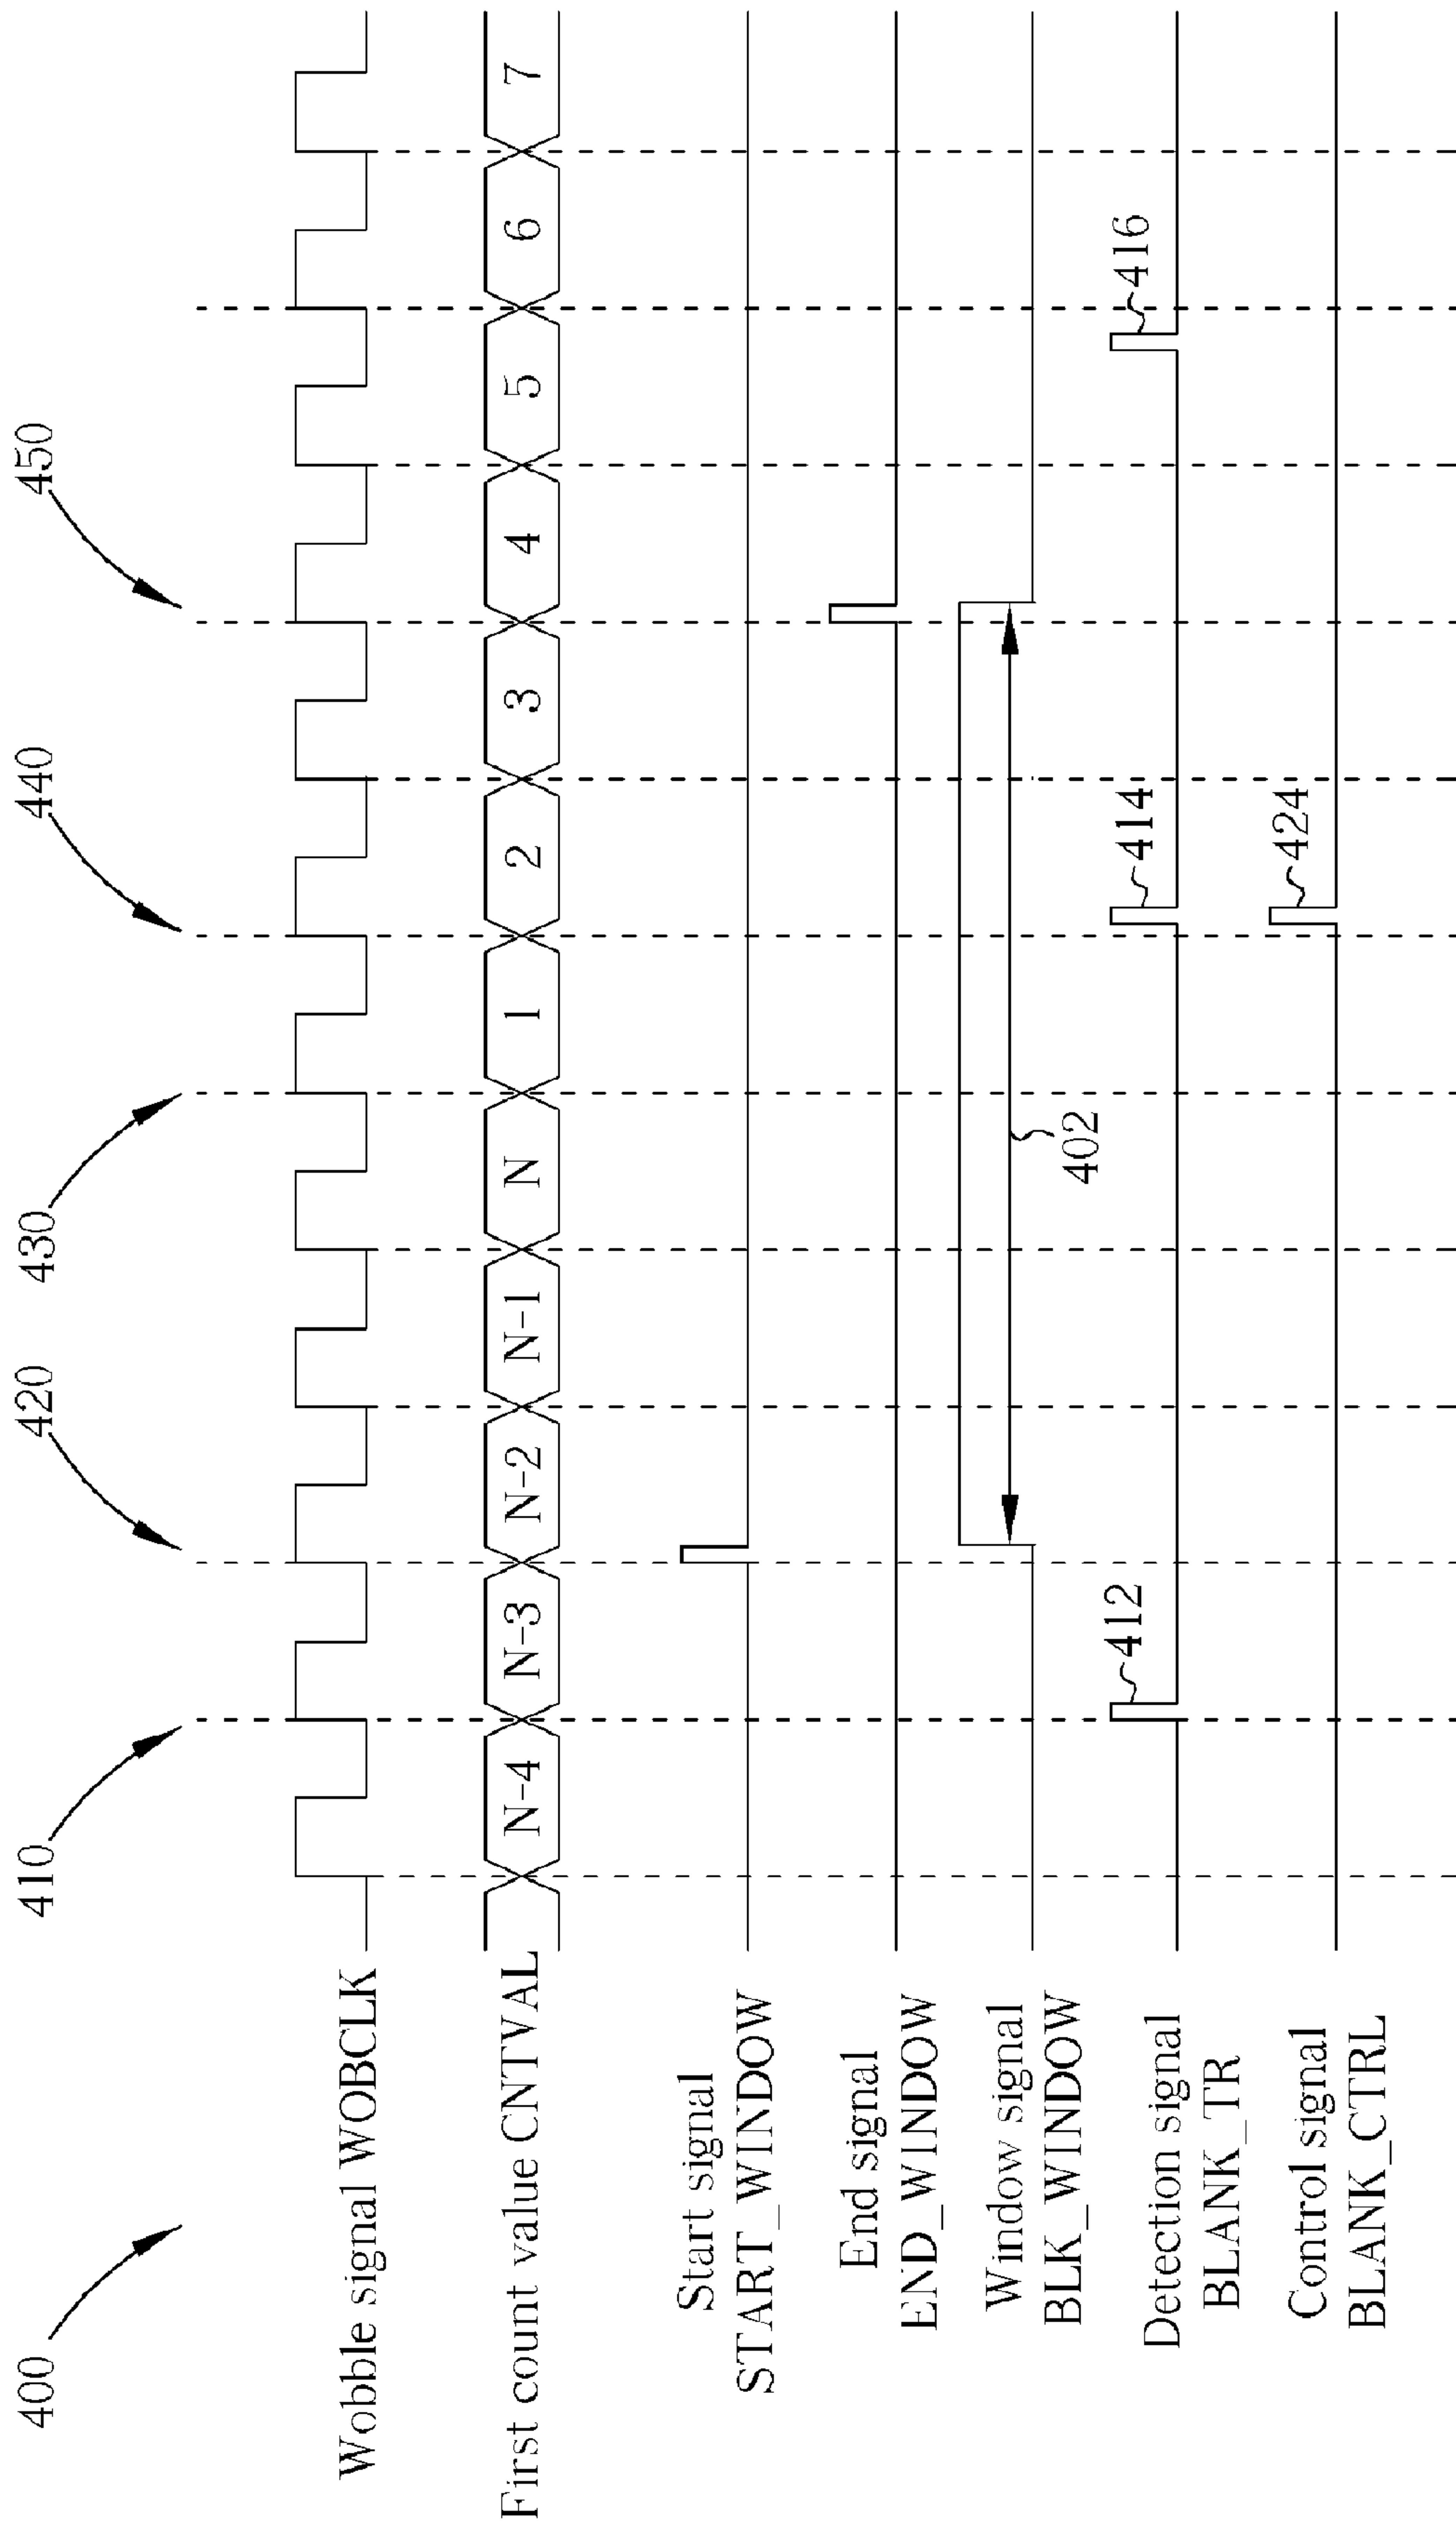 400
410
420
430
440
450
Wobble signal WOBCLK
First count value CNTVAL
N-4
N-3
N-2
N-1
N
1
2
3
4
5
6
7
Start signal
START_WINDOW
End signal
END_WINDOW
Window signal
BLK_WINDOW
402
Detection signal
BLANK_TR
412
414
416
Control signal
BLANK_CTRL
424